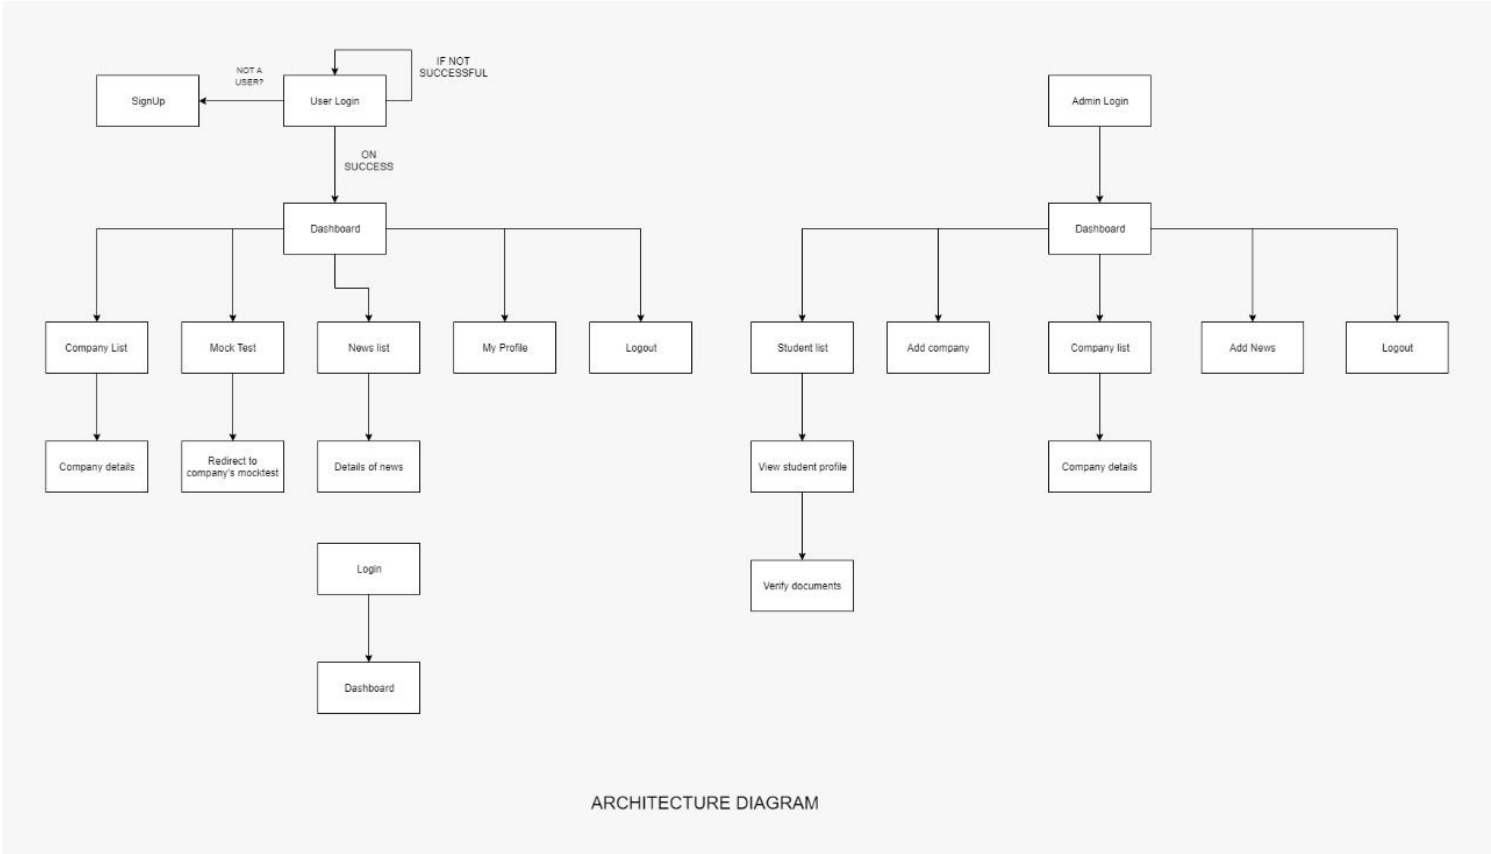 IF NOT
SUCCESSFUL
NOT A
USER?
SignUp
User Login
Admin Login
ON
SUCCESS
Dashboard
Dashboard
Company List
Mock Test
News list
My Profile
Logout
Student list
Add company
Company list
Add News
Logout
Company details
Redirect to
company's mocktest
Details of news
View student profile
Company details
Login
Verify documents
Dashboard
ARCHITECTURE DIAGRAM